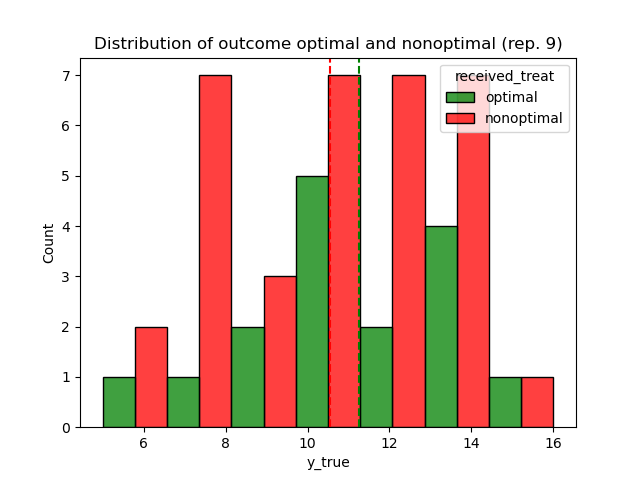 Distribution of outcome optimal and nonoptimal (rep. 9)
received_treat
optimal
nonoptimal
Count
7
6
5
4
3
2
1
0
6 8 10 12 14 16
y_true